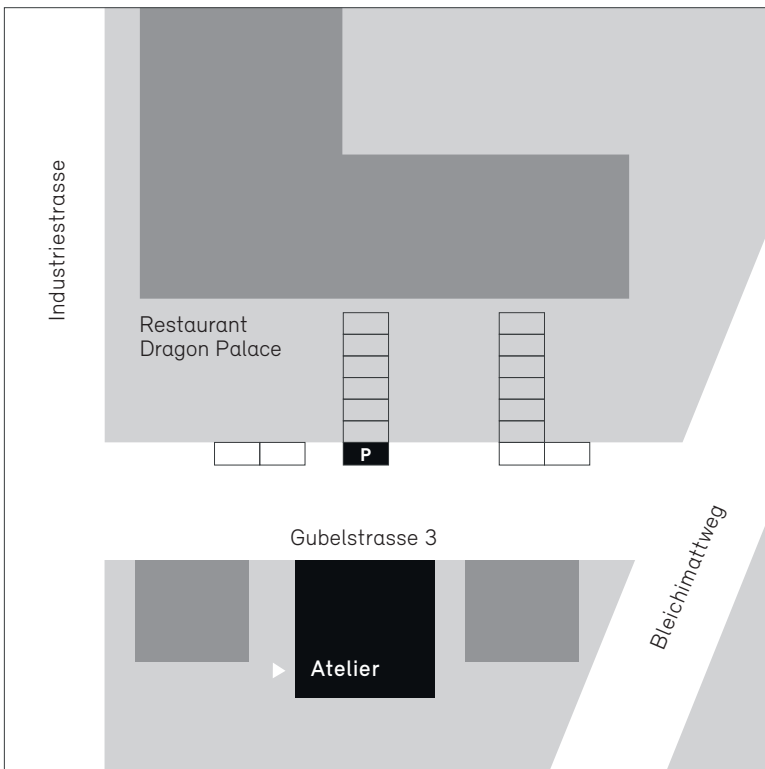 Industriestrasse
Restaurant
Dragon Palace
P
Gubelstrasse 3
Bleichimattweg
Atelier